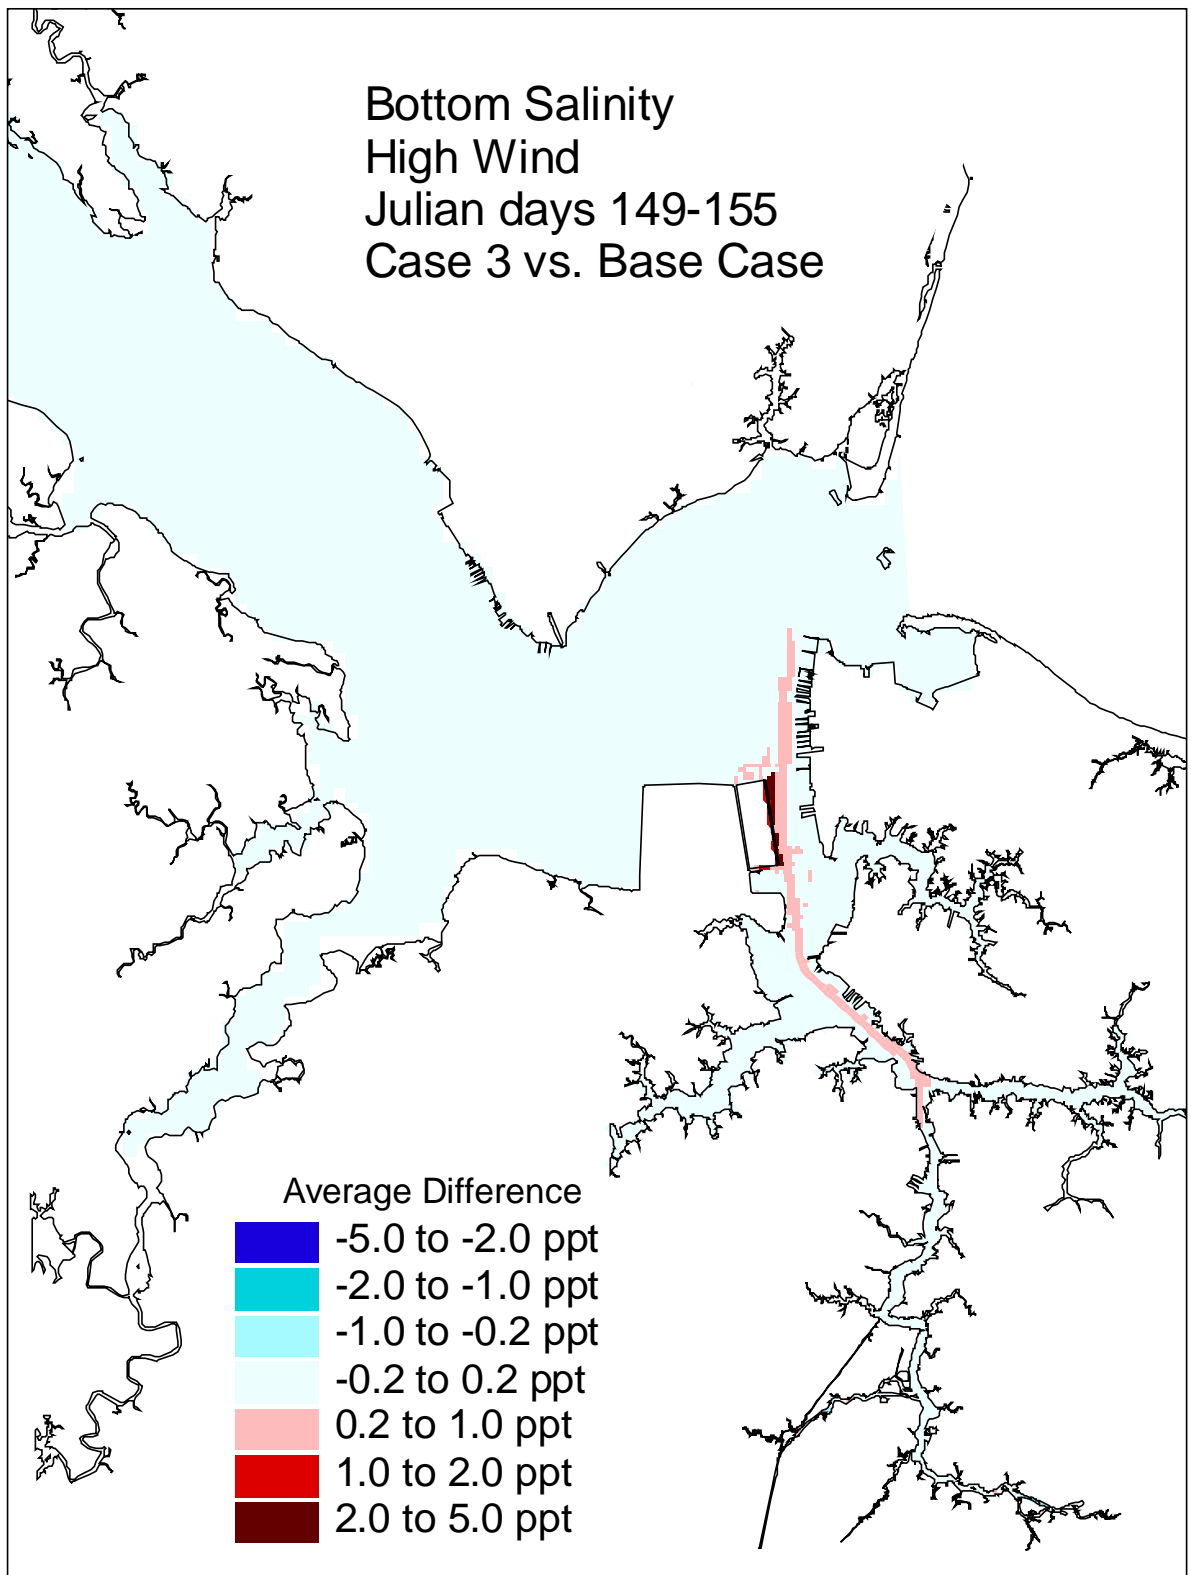 Bottom Salinity
High Wind
Julian days 149-155
Case 3 vs. Base Case
Average Difference
-5.0 to -2.0 ppt
-2.0 to -1.0 ppt
-1.0 to -0.2 ppt
-0.2 to 0.2 ppt
0.2 to 1.0 ppt
1.0 to 2.0 ppt
2.0 to 5.0 ppt